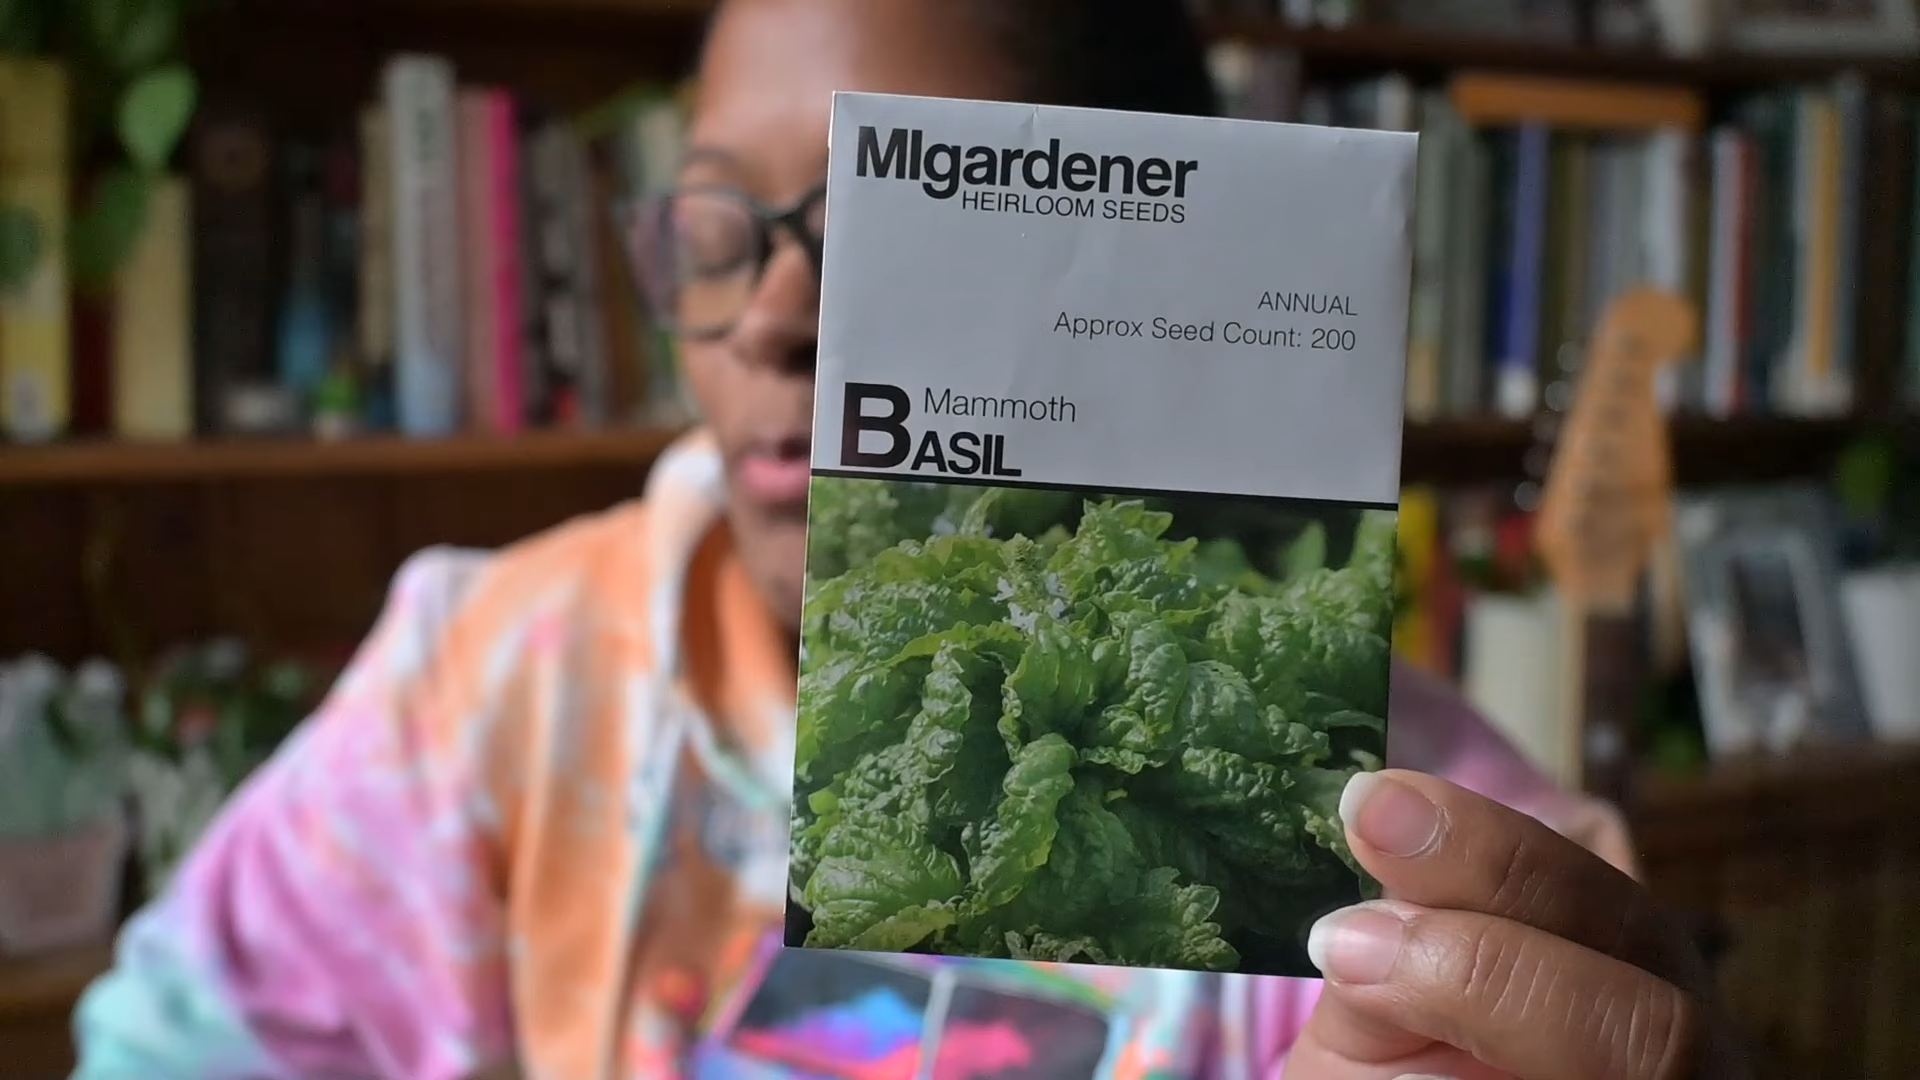 MIgardener
HEIRLOOM SEEDS
ANNUAL
Approx Seed Count: 200
Mammoth
BASIL